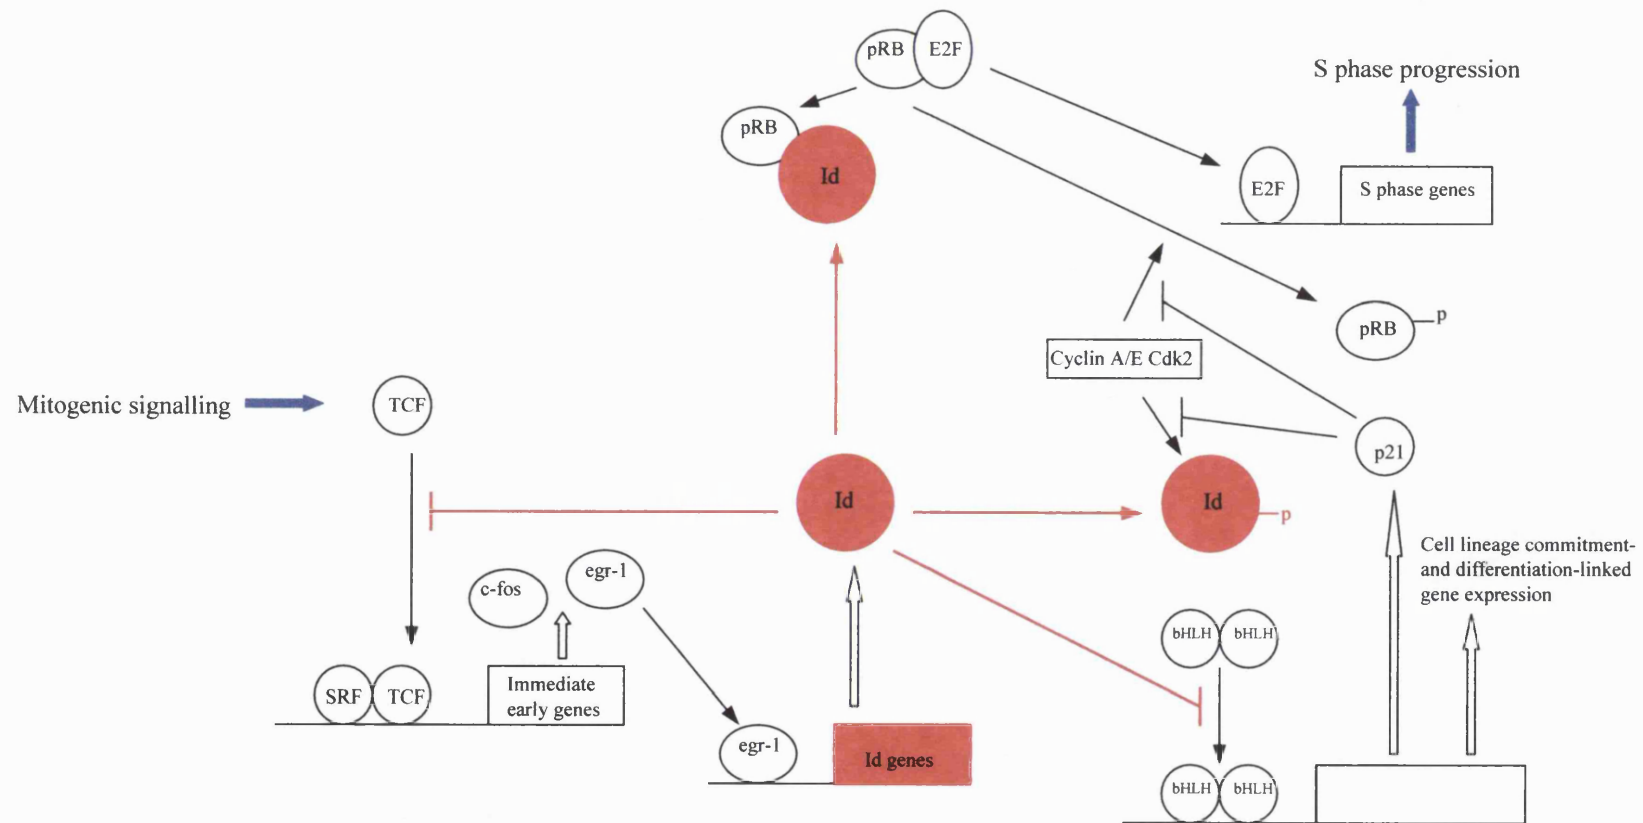 pRB
E2F
S phase progression
pRB
Id
E2F
S phase genes
pRB
p
Cyclin A/E Cdk2
Mitogenic signalling
TCF
p21
Id
Id
p
Cell lineage commitment-
and differentiation-linked
gene expression
c-fos
egr-1
bHLH
bHLH
SRF
TCF
Immediate
early genes
egr-1
Id genes
bHLH
bHLH